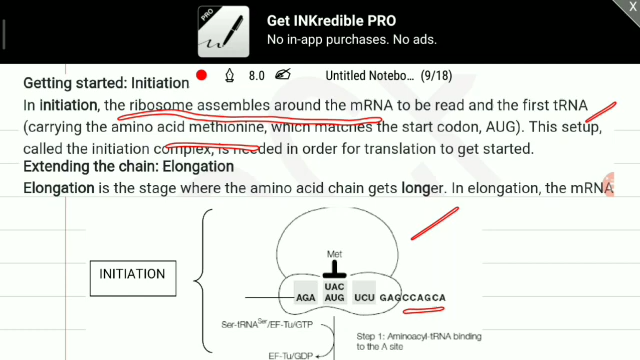 X
PRO
Get INKredible PRO
No in-app purchases. No ads.
Getting started: Initiation
8.0
Untitled Notebo... (9/18)
In initiation, the ribosome assembles around the mRNA to be read and the first tRNA
(carrying the amino acid methionine, which matches the start codon, AUG). This setup,
called the initiation complex, is needed in order for translation to get started.
Extending the chain: Elongation
Elongation is the stage where the amino acid chain gets longer. In elongation, the mRNA
Met
INITIATION
UAC
AGA AUG UCU GAGCCAGCA
Ser-tRNASer/EF-Tu/GTP
Step 1: Aminoacyl-tRNA binding
to the A site
EF-Tu/GDP